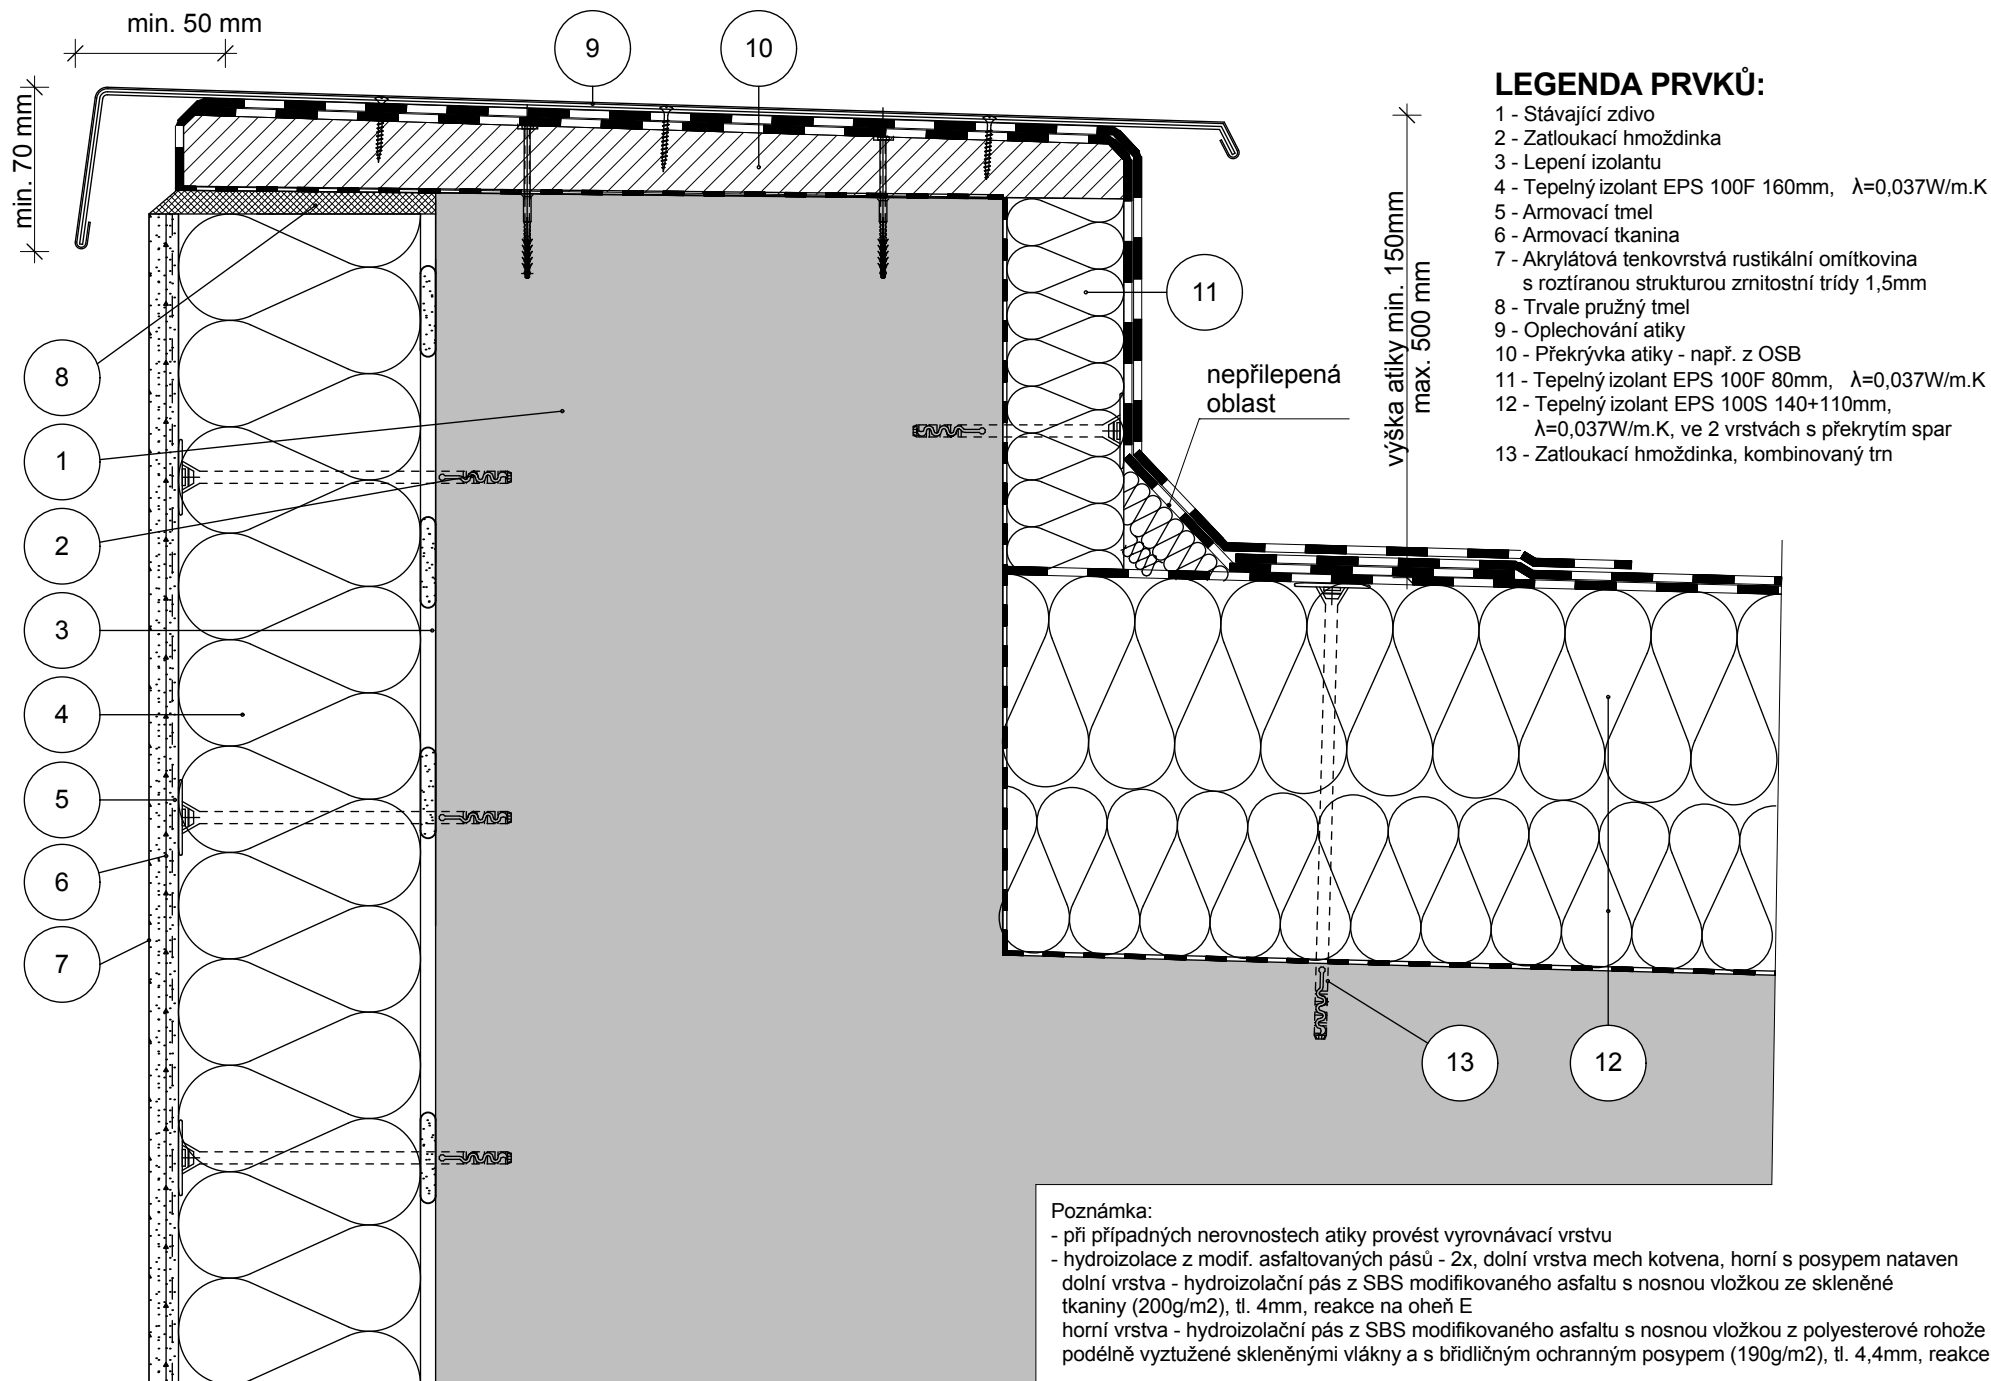 min. 50 mm
9
10
min. 70 mm
LEGENDA PRVKŮ:
1 - Stávající zdivo
2 - Zatloukací hmoždinka
3 - Lepení izolantu
4 - Tepelný izolant EPS 100F 160mm, λ=0,037W/m.K
5 - Armovací tmel
6 - Armovací tkanina
7 - Akrylátová tenkovrstvá rustikální omítkovina
s roztíranou strukturou zrnitostní trídy 1,5mm
8 - Trvale pružný tmel
9 - Oplechování atiky
10 - Překrývka atiky - např. z OSB
11 - Tepelný izolant EPS 100F 80mm, λ=0,037W/m.K
12 - Tepelný izolant EPS 100S 140+110mm,
λ=0,037W/m.K, ve 2 vrstvách s překrytím spar
13 - Zatloukací hmoždinka, kombinovaný trn
výška atiky min. 150mm
max. 500 mm
11
nepřilepená
oblast
8
1
2
3
4
5
6
7
13
12
Poznámka:
- při případných nerovnostech atiky provést vyrovnávací vrstvu
- hydroizolace z modif. asfaltovaných pásů - 2x, dolní vrstva mech kotvena, horní s posypem nataven
dolní vrstva - hydroizolační pás z SBS modifikovaného asfaltu s nosnou vložkou ze skleněné
tkaniny (200g/m2), tl. 4mm, reakce na oheň E
horní vrstva - hydroizolační pás z SBS modifikovaného asfaltu s nosnou vložkou z polyesterové rohože
podélně vyztužené skleněnými vlákny a s břidličným ochranným posypem (190g/m2), tl. 4,4mm, reakce